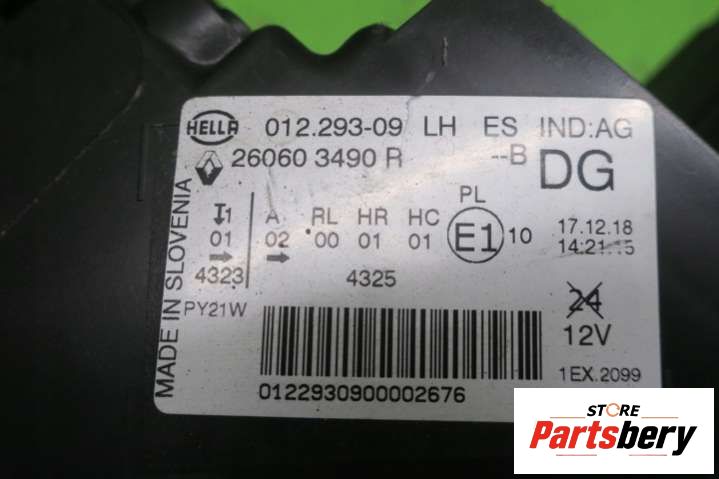 HELLA 012.293-09 LH ES IND:AG
26060 3490 R --B DG
MADE IN SLOVENIA
1 A RL HR HC PL
01 02 00 01 01 E1 10
17.12.18
14:21:15
4323 4325
PY21W
24
12V
1EX.2099
0122930900002676
STORE
Partsbery